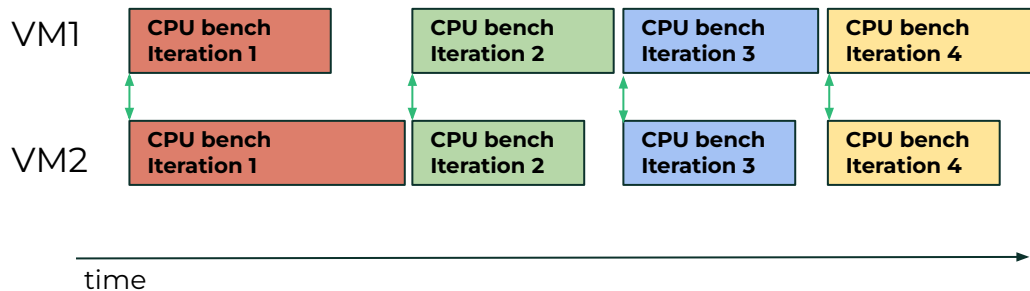 VM1
CPU bench
Iteration 1
CPU bench
Iteration 2
CPU bench
Iteration 3
CPU bench
Iteration 4
VM2
CPU bench
Iteration 1
CPU bench
Iteration 2
CPU bench
Iteration 3
CPU bench
Iteration 4
time